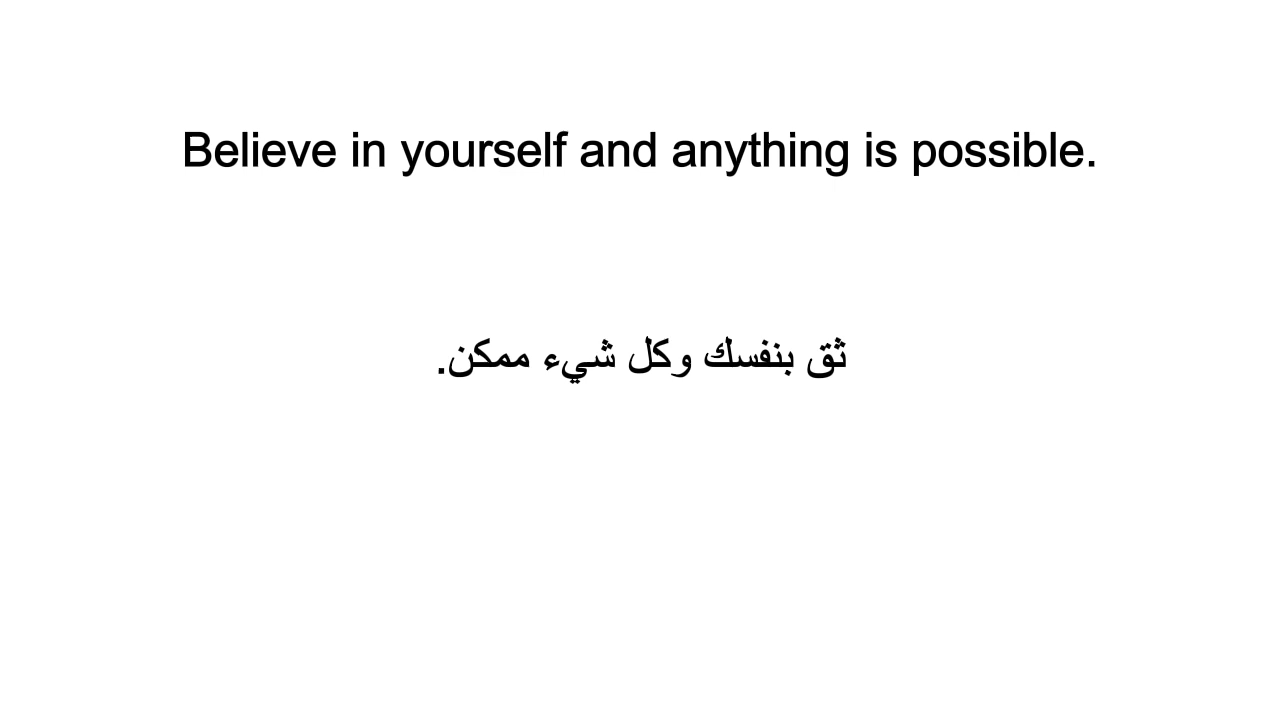 Believe in yourself and anything is possible.
ثق بنفسك وكل شيء ممكن.